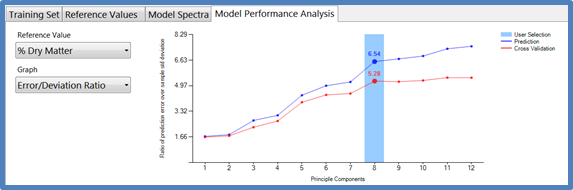 Training Set
Reference Values
Model Spectra
Model Performance Analysis
Reference Value
% Dry Matter
Graph
Error/Deviation Ratio
Ratio of prediction error over sample std deviation
8.29
6.63
4.97
3.32
1.66
6.54
5.28
1 2 3 4 5 6 7 8 9 10 11 12
Principle Components
User Selection
Prediction
Cross Validation